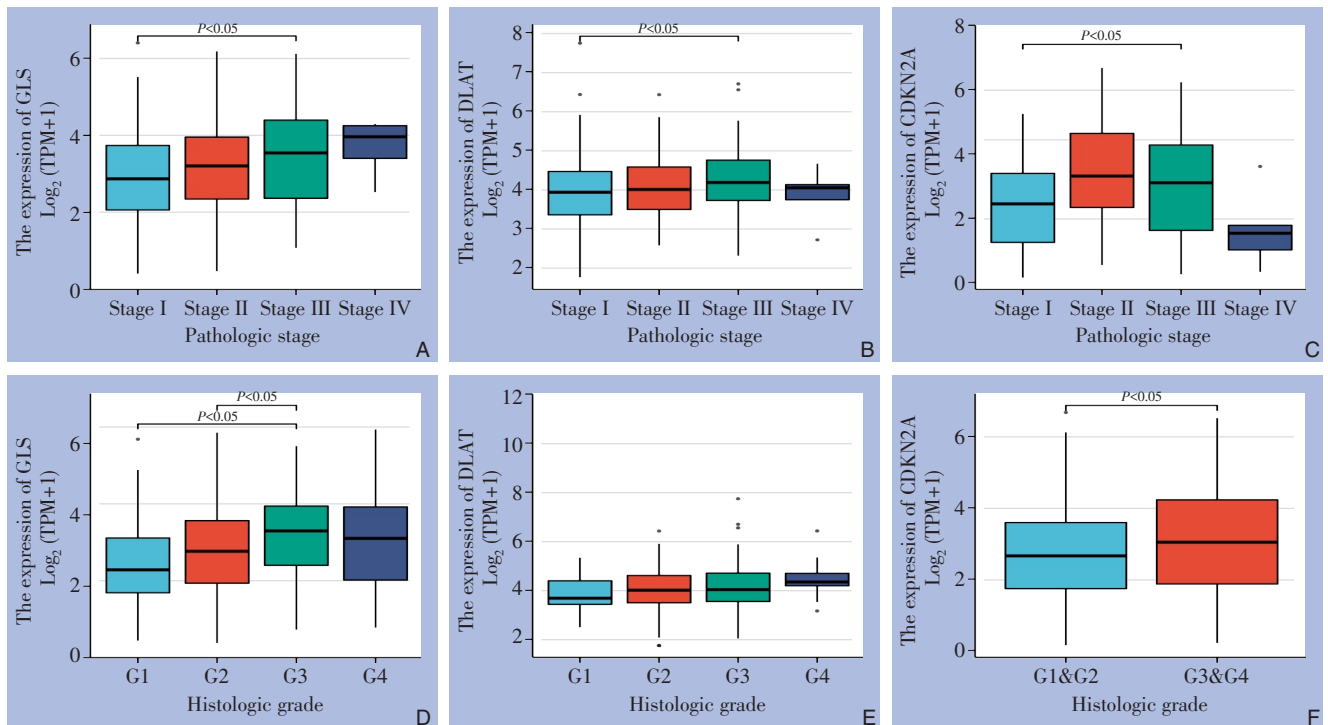 The expression of GLS
Log₂ (TPM+1)
6
4
2
0
P<0.05
Stage I Stage II Stage III Stage IV
Pathologic stage
A
The expression of DLAT
Log₂ (TPM+1)
8
7
6
5
4
3
2
P<0.05
Stage I Stage II Stage III Stage IV
Pathologic stage
B
The expression of CDKN2A
Log₂ (TPM+1)
8
6
4
2
0
P<0.05
Stage I Stage II Stage III Stage IV
Pathologic stage
C
The expression of GLS
Log₂ (TPM+1)
6
4
2
0
P<0.05
P<0.05
G1 G2 G3 G4
Histologic grade
D
The expression of DLAT
Log₂ (TPM+1)
12
10
8
6
4
2
G1 G2 G3 G4
Histologic grade
E
The expression of CDKN2A
Log₂ (TPM+1)
6
4
2
0
P<0.05
G1&G2 G3&G4
Histologic grade
F